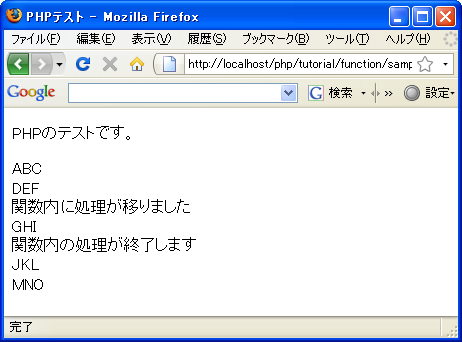 PHPテスト - Mozilla Firefox
ファイル(F) 編集(E) 表示(V) 履歴(S) ブックマーク(B) ツール(T) ヘルプ(H)
http://localhost/php/tutorial/function/samp
Google 検索 設定
PHPのテストです。
ABC
DEF
関数内に処理が移りました
GHI
関数内の処理が終了します
JKL
MNO
完了